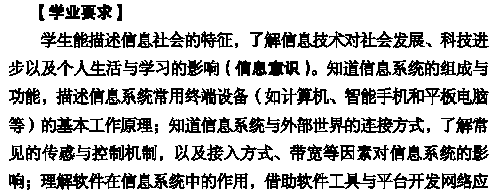 【学业要求】
学生能描述信息社会的特征，了解信息技术对社会发展、科技进
步以及个人生活与学习的影响（信息意识）。知道信息系统的组成与
功能，描述信息系统常用终端设备（如计算机、智能手机和平板电脑
等）的基本工作原理；知道信息系统与外部世界的连接方式，了解常
见的传感与控制机制，以及接入方式、带宽等因素对信息系统的影
响；理解软件在信息系统中的作用，借助软件工具与平台开发网络应